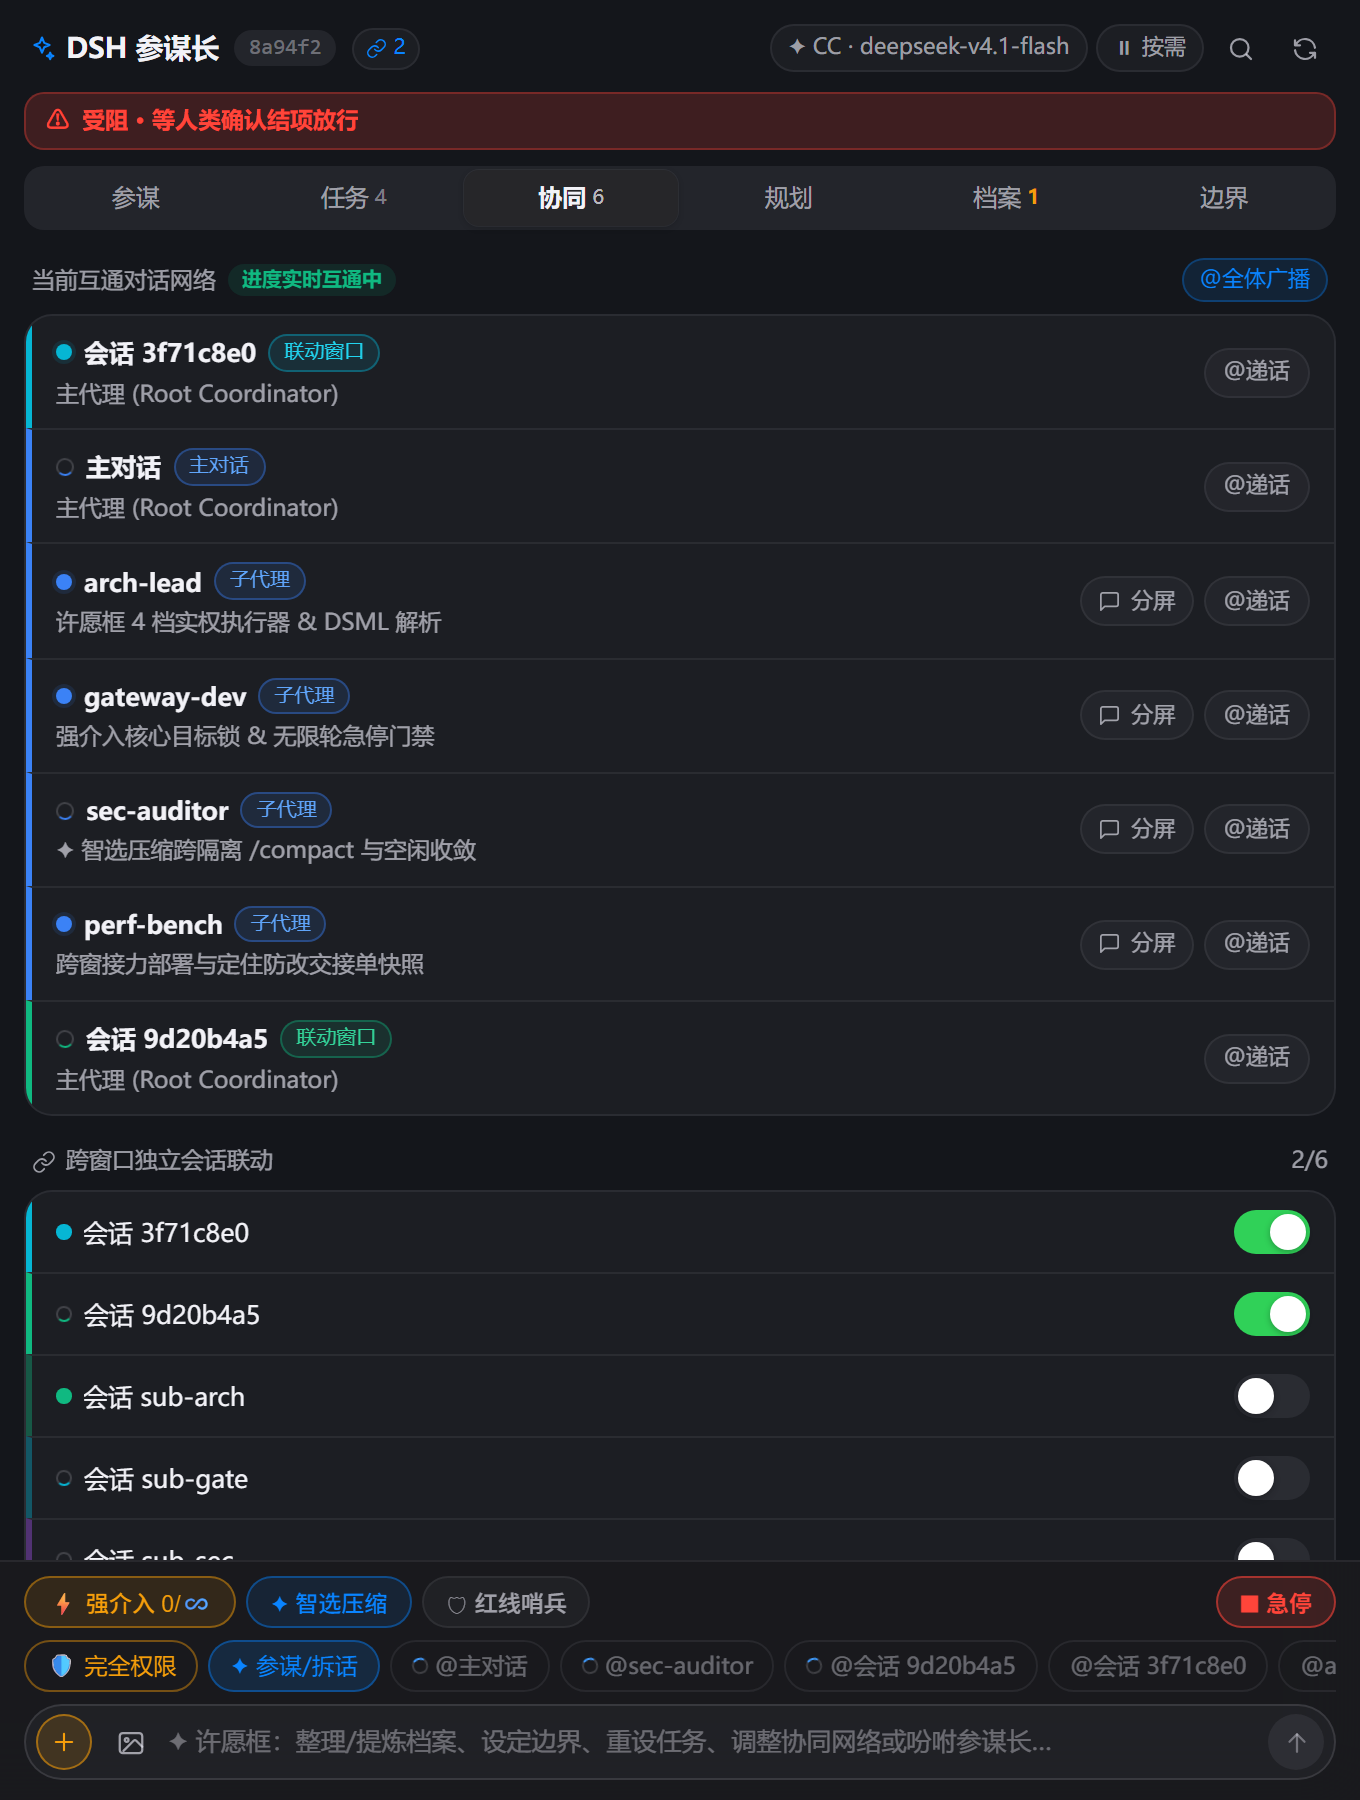 DSH 参谋长 8a94f2 2 ✦ CC · deepseek-v4.1-flash 按需
受阻 • 等人类确认结项放行
参谋 任务 4 协同 6 规划 档案 1 边界
当前互通对话网络 进度实时互通中 @全体广播
会话 3f71c8e0 联动窗口
主代理 (Root Coordinator)
@递话
主对话 主对话
主代理 (Root Coordinator)
@递话
arch-lead 子代理
许愿框 4 档实权执行器 & DSML 解析
分屏 @递话
gateway-dev 子代理
强介入核心目标锁 & 无限轮急停门禁
分屏 @递话
sec-auditor 子代理
✦ 智选压缩跨隔离 /compact 与空闲收敛
分屏 @递话
perf-bench 子代理
跨窗接力部署与定住防改交接单快照
分屏 @递话
会话 9d20b4a5 联动窗口
主代理 (Root Coordinator)
@递话
跨窗口独立会话联动 2/6
会话 3f71c8e0
会话 9d20b4a5
会话 sub-arch
会话 sub-gate
会话 sub-sec
强介入 0/∞ ✦ 智选压缩 红线哨兵 急停
完全权限 ✦ 参谋/拆话 @主对话 @sec-auditor @会话 9d20b4a5 @会话 3f71c8e0 @a
✦ 许愿框：整理/提炼档案、设定边界、重设任务、调整协同网络或吩咐参谋长...